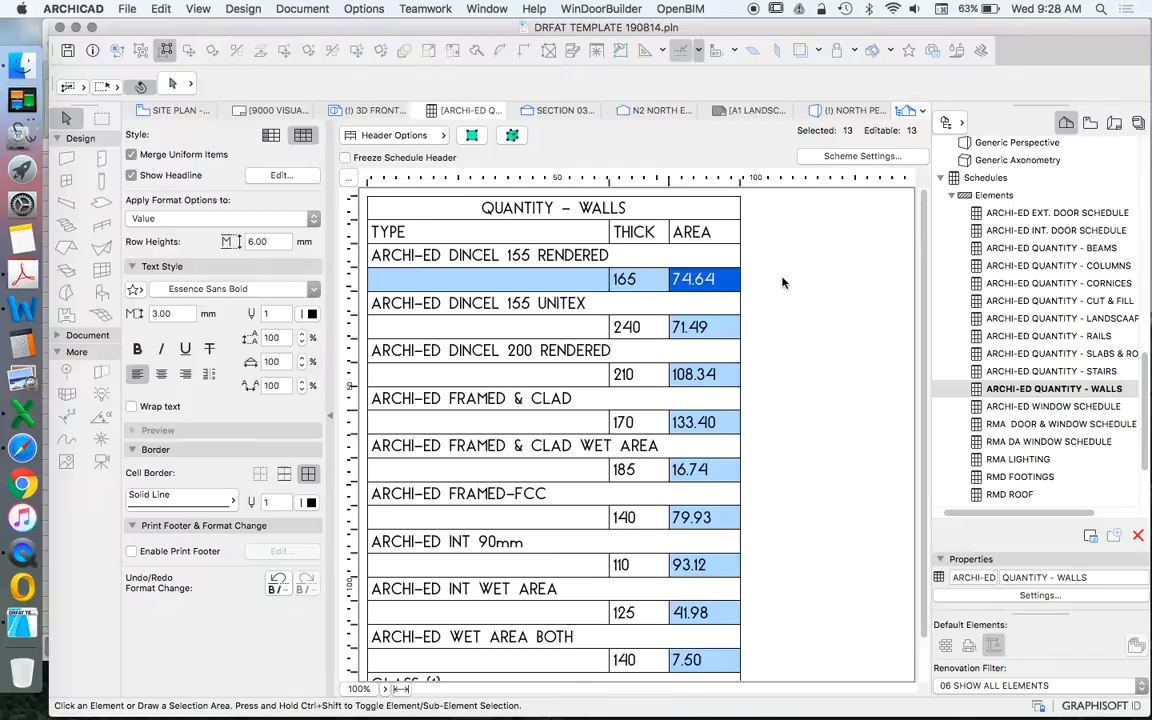 ARCHICAD File Edit View Design Document Options Teamwork Window Help WinDoorBuilder OpenBIM 63% Wed 9:28 AM
DRFAT TEMPLATE 190814.pln
SITE PLAN -... [9000 VISUA... (!) 3D FRONT... [ARCHI-ED Q... SECTION 03... N2 NORTH E... [A1 LANDSC... (!) NORTH PE...
Design
Document
More
Style:
Merge Uniform Items
Show Headline
Edit...
Apply Format Options to:
Value
Row Heights:
6.00
mm
Text Style
Essence Sans Bold
3.00
mm
1
100
%
B I U T
100
%
100
%
Wrap text
Preview
Border
Cell Border:
Solid Line
1
Print Footer & Format Change
Enable Print Footer
Edit...
Undo/Redo
Format Change:
B/-
B/-
Header Options
Selected: 13 Editable: 13
Freeze Schedule Header
Scheme Settings...
50
100
QUANTITY - WALLS
TYPE THICK AREA
ARCHI-ED DINCEL 155 RENDERED
165 74.64
ARCHI-ED DINCEL 155 UNITEX
240 71.49
ARCHI-ED DINCEL 200 RENDERED
210 108.34
ARCHI-ED FRAMED & CLAD
170 133.40
ARCHI-ED FRAMED & CLAD WET AREA
185 16.74
ARCHI-ED FRAMED-FCC
140 79.93
ARCHI-ED INT 90mm
110 93.12
ARCHI-ED INT WET AREA
125 41.98
ARCHI-ED WET AREA BOTH
140 7.50
100%
Generic Perspective
Generic Axonometry
Schedules
Elements
ARCHI-ED EXT. DOOR SCHEDULE
ARCHI-ED INT. DOOR SCHEDULE
ARCHI-ED QUANTITY - BEAMS
ARCHI-ED QUANTITY - COLUMNS
ARCHI-ED QUANTITY - CORNICES
ARCHI-ED QUANTITY - CUT & FILL
ARCHI-ED QUANTITY - LANDSCAAP
ARCHI-ED QUANTITY - RAILS
ARCHI-ED QUANTITY - SLABS & RO
ARCHI-ED QUANTITY - STAIRS
ARCHI-ED QUANTITY - WALLS
ARCHI-ED WINDOW SCHEDULE
RMA DOOR & WINDOW SCHEDULE
RMA DA WINDOW SCHEDULE
RMA LIGHTING
RMD FOOTINGS
RMD ROOF
Properties
ARCHI-ED QUANTITY - WALLS
Settings...
Default Elements:
Renovation Filter:
06 SHOW ALL ELEMENTS
Click an Element or Draw a Selection Area. Press and Hold Ctrl+Shift to Toggle Element/Sub-Element Selection.
GRAPHISOFT ID